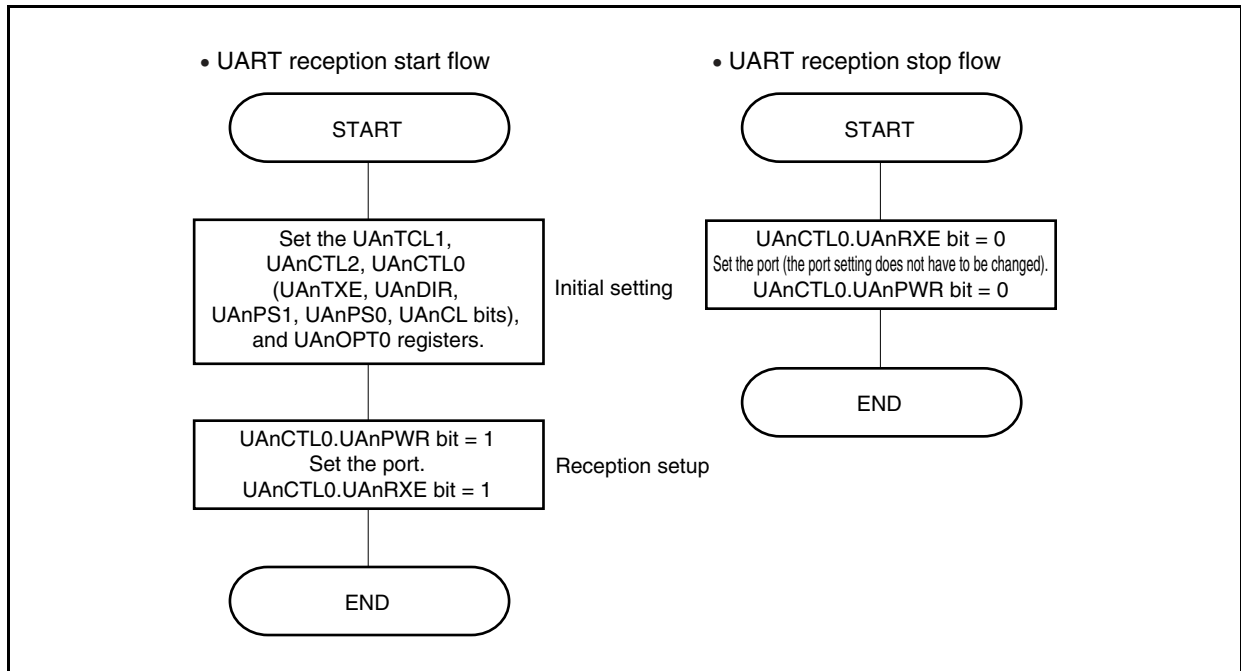 • UART reception start flow
START
Set the UAnTCL1,
UAnCTL2, UAnCTL0
(UAnTXE, UAnDIR,
UAnPS1, UAnPS0, UAnCL bits),
and UAnOPT0 registers.
Initial setting
UAnCTL0.UAnPWR bit = 1
Set the port.
UAnCTL0.UAnRXE bit = 1
Reception setup
END
• UART reception stop flow
START
UAnCTL0.UAnRXE bit = 0
Set the port (the port setting does not have to be changed).
UAnCTL0.UAnPWR bit = 0
END